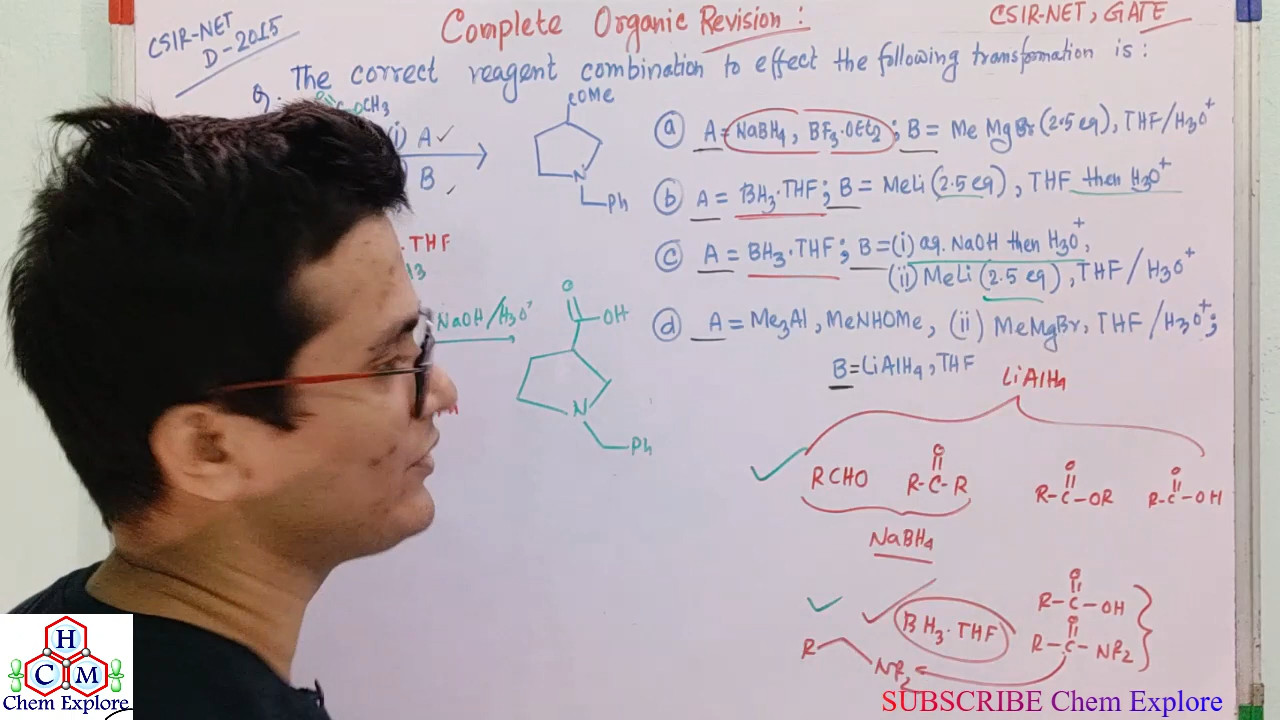 Complete Organic Revision :
CSIR-NET, GATE
CSIR-NET
D-2015
Q. The correct reagent combination to effect the following transformation is :
OCH3
(i) A
B
COMe
N
Ph
(a) A = NaBH4, BF3·OEt2 ; B = MeMgBr (2.5 eq), THF/H3O+
(b) A = BH3·THF; B = MeLi (2.5 eq), THF then H3O+
(c) A = BH3·THF; B = (i) aq. NaOH then H3O+,
(ii) MeLi (2.5 eq), THF / H3O+
(d) A = Me3Al, MeNHOMe, (ii) MeMgBr, THF / H3O+;
B = LiAlH4, THF
·THF
NaOH/H3O+
O
OH
N
Ph
LiAlH4
RCHO
O
R-C-R
O
R-C-OR
O
R-C-OH
NaBH4
BH3·THF
O
R-C-OH
O
R-C-NR2
R
NR2
H
C M
Chem Explore
SUBSCRIBE Chem Explore